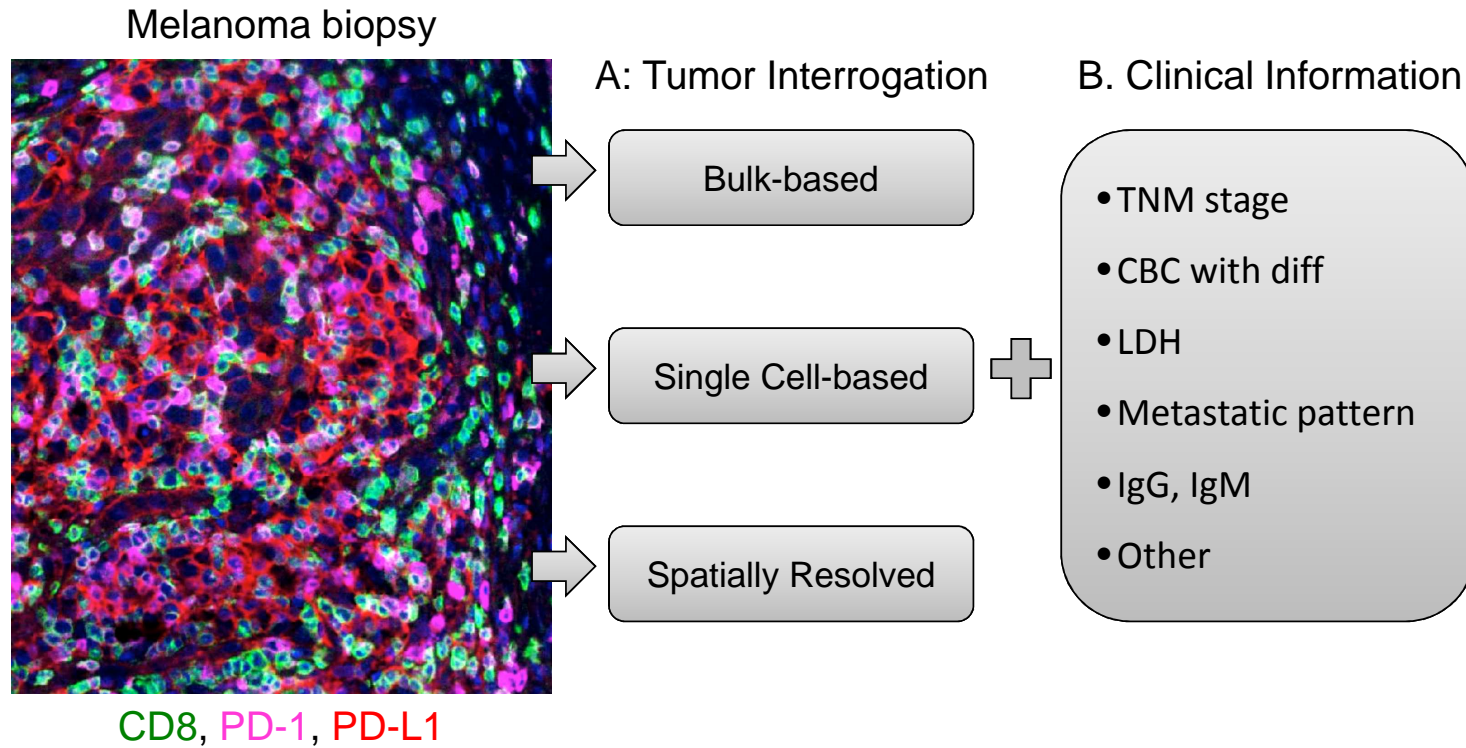 Melanoma biopsy
CD8, PD-1, PD-L1
A: Tumor Interrogation
Bulk-based
Single Cell-based
Spatially Resolved
B. Clinical Information
•TNM stage
•CBC with diff
•LDH
•Metastatic pattern
•IgG, IgM
•Other